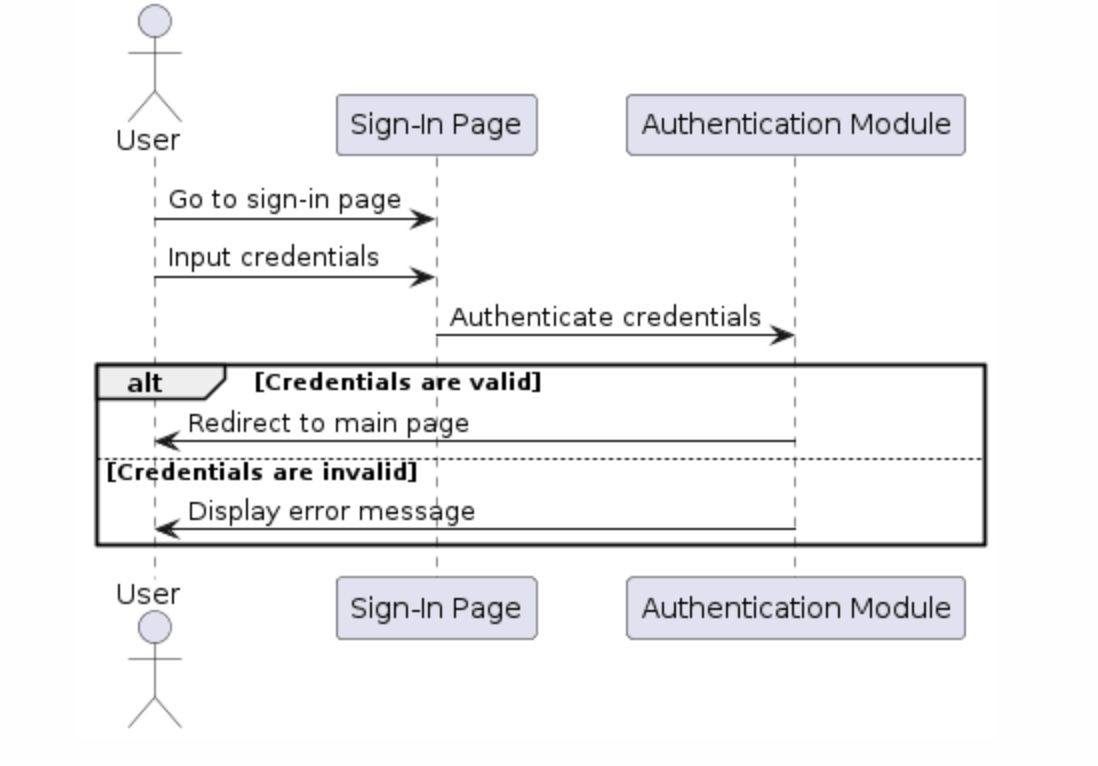 User
Sign-In Page
Authentication Module
Go to sign-in page
Input credentials
Authenticate credentials
alt
[Credentials are valid]
Redirect to main page
[Credentials are invalid]
Display error message
User
Sign-In Page
Authentication Module